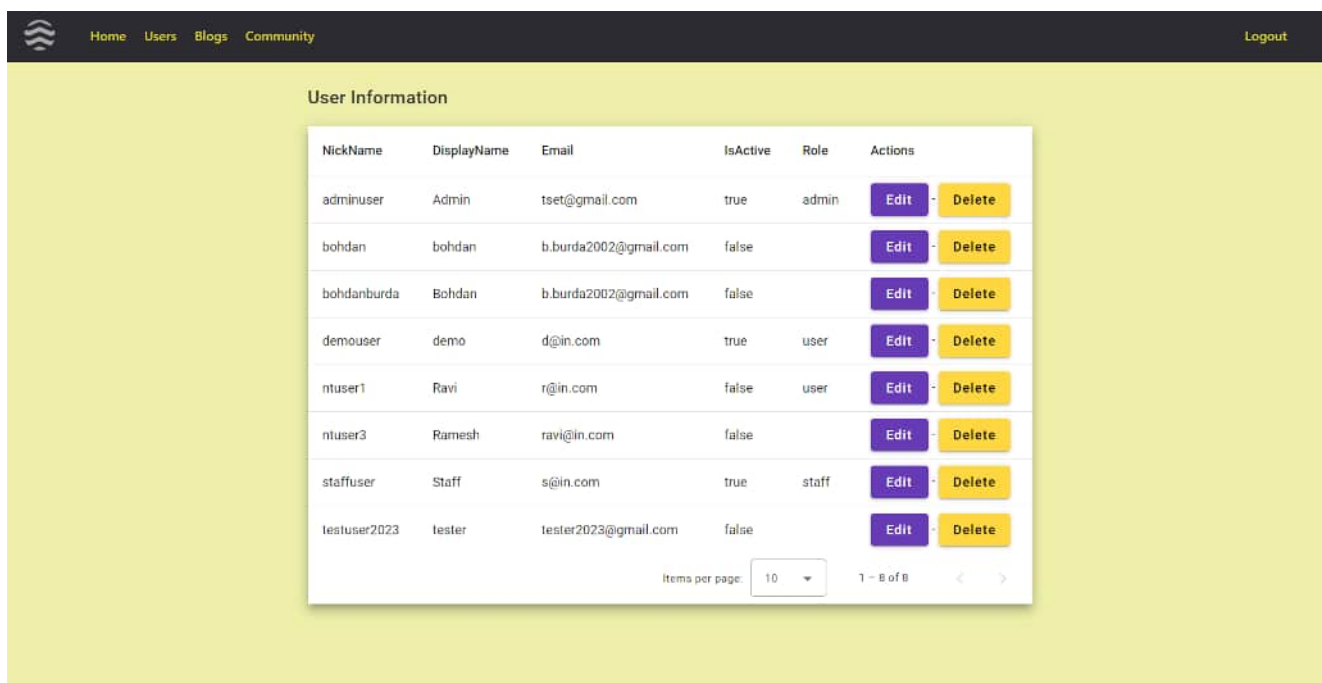 Home Users Blogs Community Logout
User Information
NickName DisplayName Email IsActive Role Actions
adminuser Admin tset@gmail.com true admin Edit - Delete
bohdan bohdan b.burda2002@gmail.com false Edit - Delete
bohdanburda Bohdan b.burda2002@gmail.com false Edit - Delete
demouser demo d@in.com true user Edit - Delete
ntuser1 Ravi r@in.com false user Edit - Delete
ntuser3 Ramesh ravi@in.com false Edit - Delete
staffuser Staff s@in.com true staff Edit - Delete
testuser2023 tester tester2023@gmail.com false Edit - Delete
Items per page: 10 1 – 8 of 8